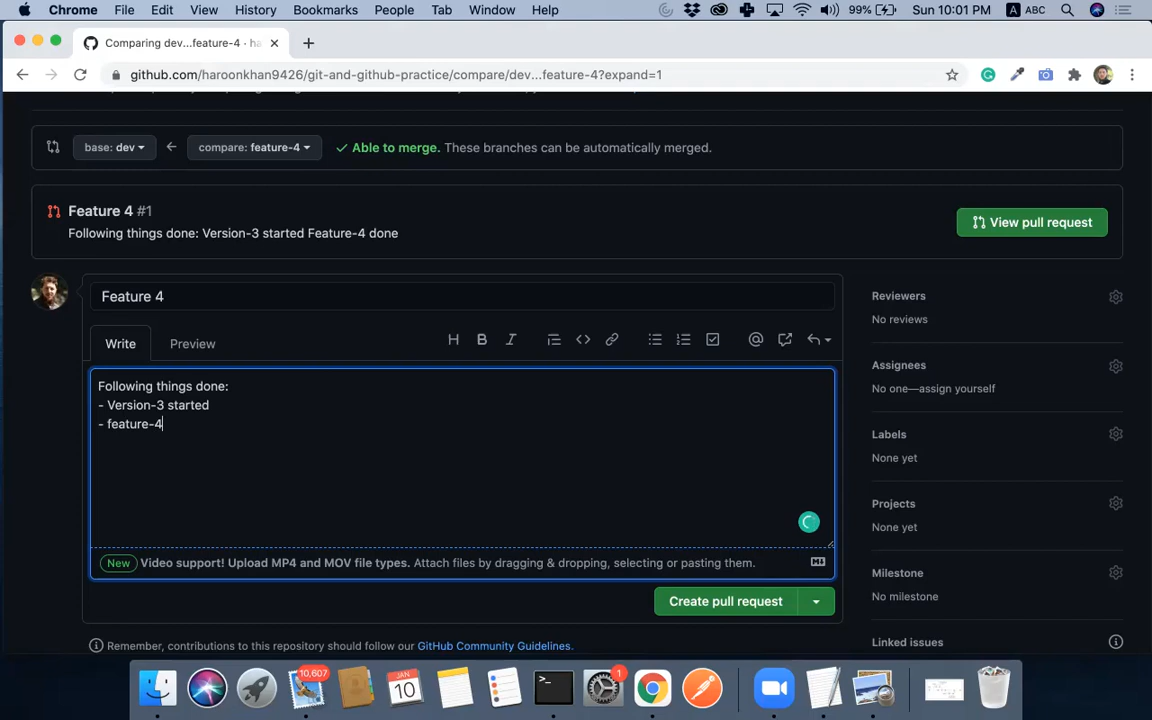 Chrome File Edit View History Bookmarks People Tab Window Help 99% Sun 10:01 PM A ABC
Comparing dev...feature-4 · ha
github.com/haroonkhan9426/git-and-github-practice/compare/dev...feature-4?expand=1
base: dev compare: feature-4 Able to merge. These branches can be automatically merged.
Feature 4 #1
Following things done: Version-3 started Feature-4 done
View pull request
Feature 4
Write Preview
Following things done:
- Version-3 started
- feature-4
New Video support! Upload MP4 and MOV file types. Attach files by dragging & dropping, selecting or pasting them.
Create pull request
Remember, contributions to this repository should follow our GitHub Community Guidelines.
Reviewers
No reviews
Assignees
No one—assign yourself
Labels
None yet
Projects
None yet
Milestone
No milestone
Linked issues
10,607
JAN
10
1